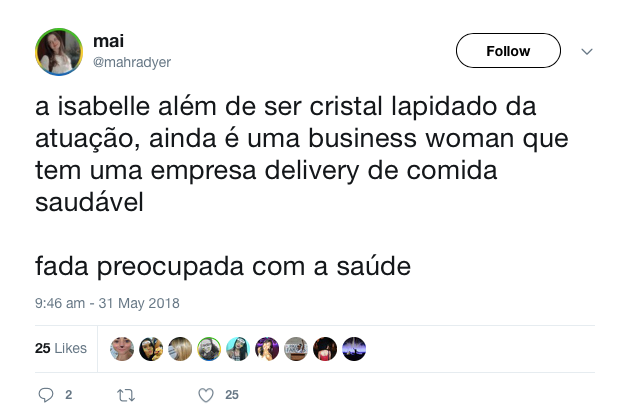 mai
@mahradyer
Follow
a isabelle além de ser cristal lapidado da
atuação, ainda é uma business woman que
tem uma empresa delivery de comida
saudável
fada preocupada com a saúde
9:46 am - 31 May 2018
25 Likes
2
25